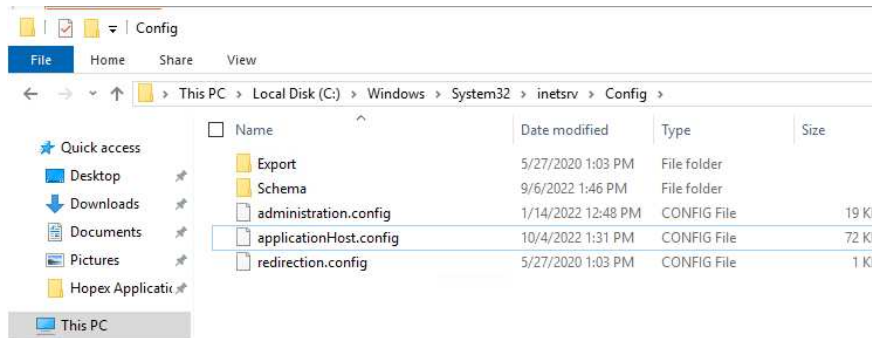 Config
File Home Share View
This PC > Local Disk (C:) > Windows > System32 > inetsrv > Config >
Name Date modified Type Size
Quick access
Desktop
Downloads
Documents
Pictures
Hopex Applicatic
This PC
Export 5/27/2020 1:03 PM File folder
Schema 9/6/2022 1:46 PM File folder
administration.config 1/14/2022 12:48 PM CONFIG File 19 K
applicationHost.config 10/4/2022 1:31 PM CONFIG File 72 K
redirection.config 5/27/2020 1:03 PM CONFIG File 1 K